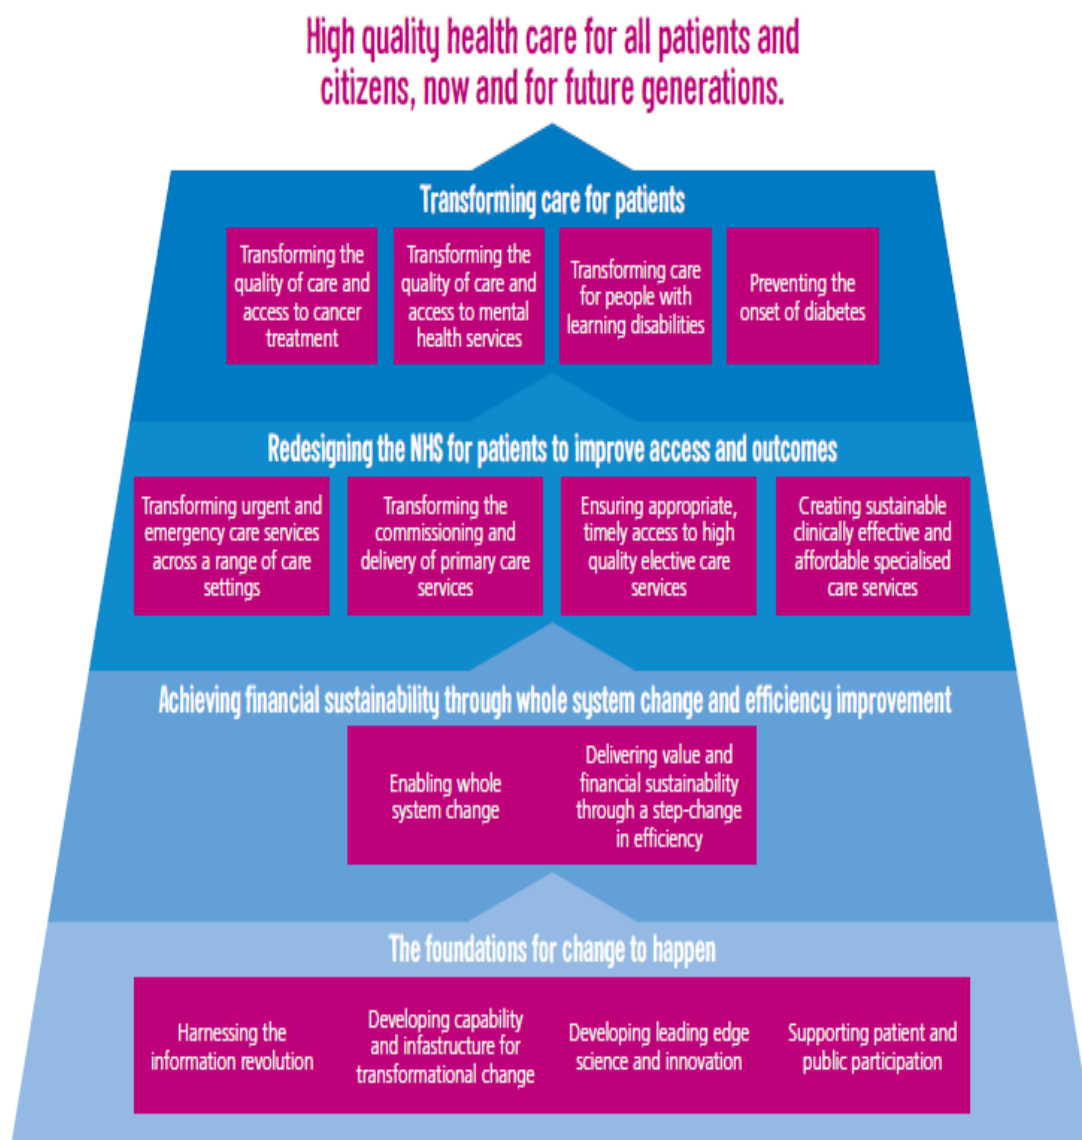 High quality health care for all patients and
citizens, now and for future generations.
Transforming care for patients
Transforming the
quality of care and
access to cancer
treatment
Transforming the
quality of care and
access to mental
health services
Transforming care
for people with
learning disabilities
Preventing the
onset of diabetes
Redesigning the NHS for patients to improve access and outcomes
Transforming urgent and
emergency care services
across a range of care
settings
Transforming the
commissioning and
delivery of primary care
services
Ensuring appropriate,
timely access to high
quality elective care
services
Creating sustainable
clinically effective and
affordable specialised
care services
Achieving financial sustainability through whole system change and efficiency improvement
Enabling whole
system change
Delivering value and
financial sustainability
through a step-change
in efficiency
The foundations for change to happen
Harnessing the
information revolution
Developing capability
and infastructure for
transformational change
Developing leading edge
science and innovation
Supporting patient and
public participation